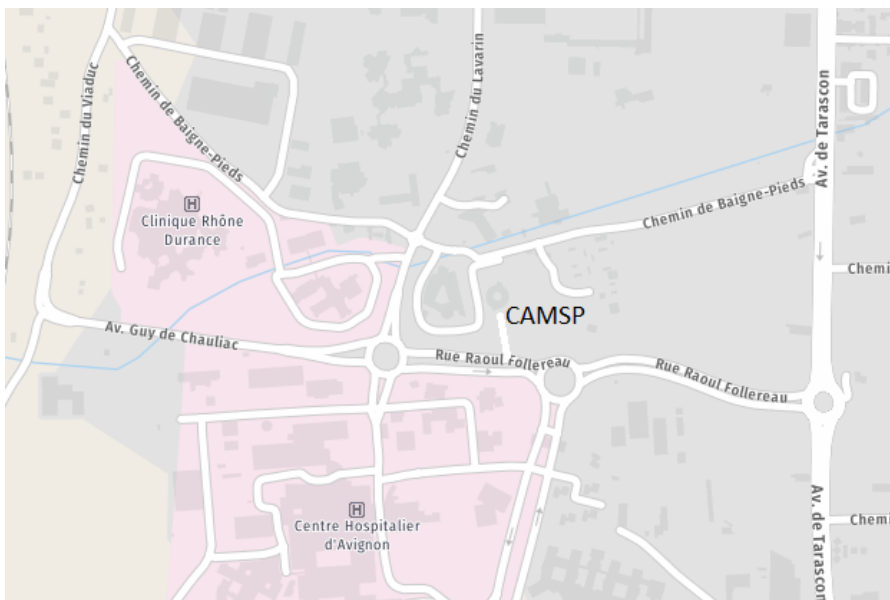 Chemin du Viaduc
Chemin de Baigne-Pieds
Chemin du Lavarin
Av. de Tarascon
H
Clinique Rhône
Durance
Chemin de Baigne-Pieds
Chemi
CAMSP
Av. Guy de Chauliac
Rue Raoul Follereau
Rue Raoul Follereau
H
Centre Hospitalier
d'Avignon
Av. de Tarascon
Chemi